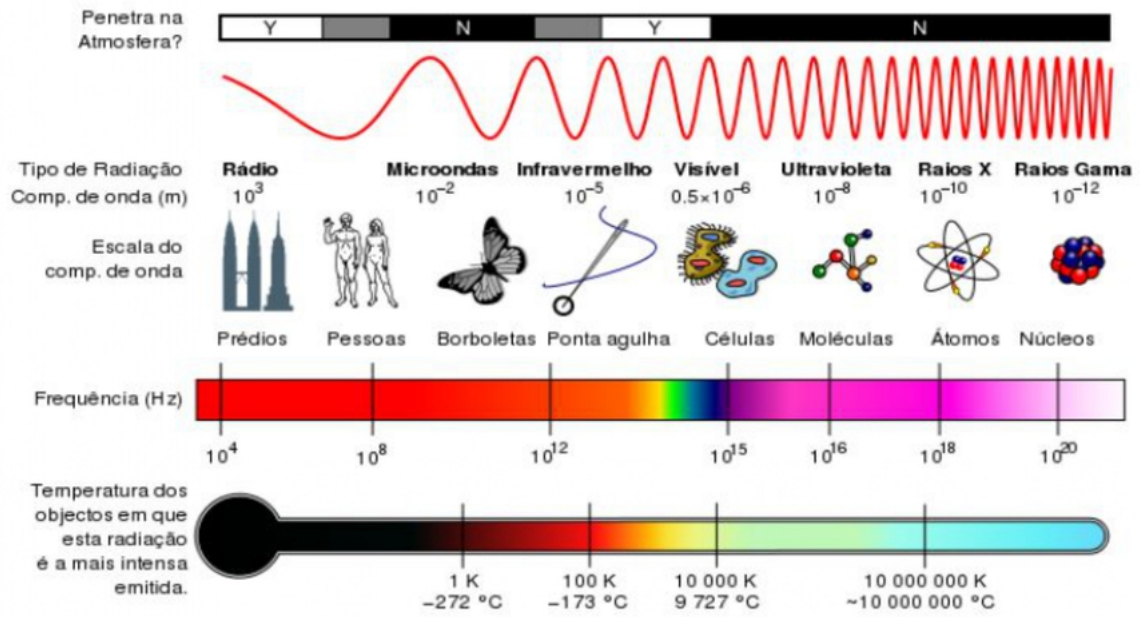 Penetra na
Atmosfera?
Y N Y N
Tipo de Radiação Rádio Microondas Infravermelho Visível Ultravioleta Raios X Raios Gama
Comp. de onda (m) 10³ 10⁻² 10⁻⁵ 0.5×10⁻⁶ 10⁻⁸ 10⁻¹⁰ 10⁻¹²
Escala do
comp. de onda
Prédios Pessoas Borboletas Ponta agulha Células Moléculas Átomos Núcleos
Frequência (Hz)
10⁴ 10⁸ 10¹² 10¹⁵ 10¹⁶ 10¹⁸ 10²⁰
Temperatura dos
objectos em que
esta radiação
é a mais intensa
emitida.
1 K 100 K 10 000 K 10 000 000 K
−272 ºC −173 ºC 9 727 ºC ~10 000 000 ºC